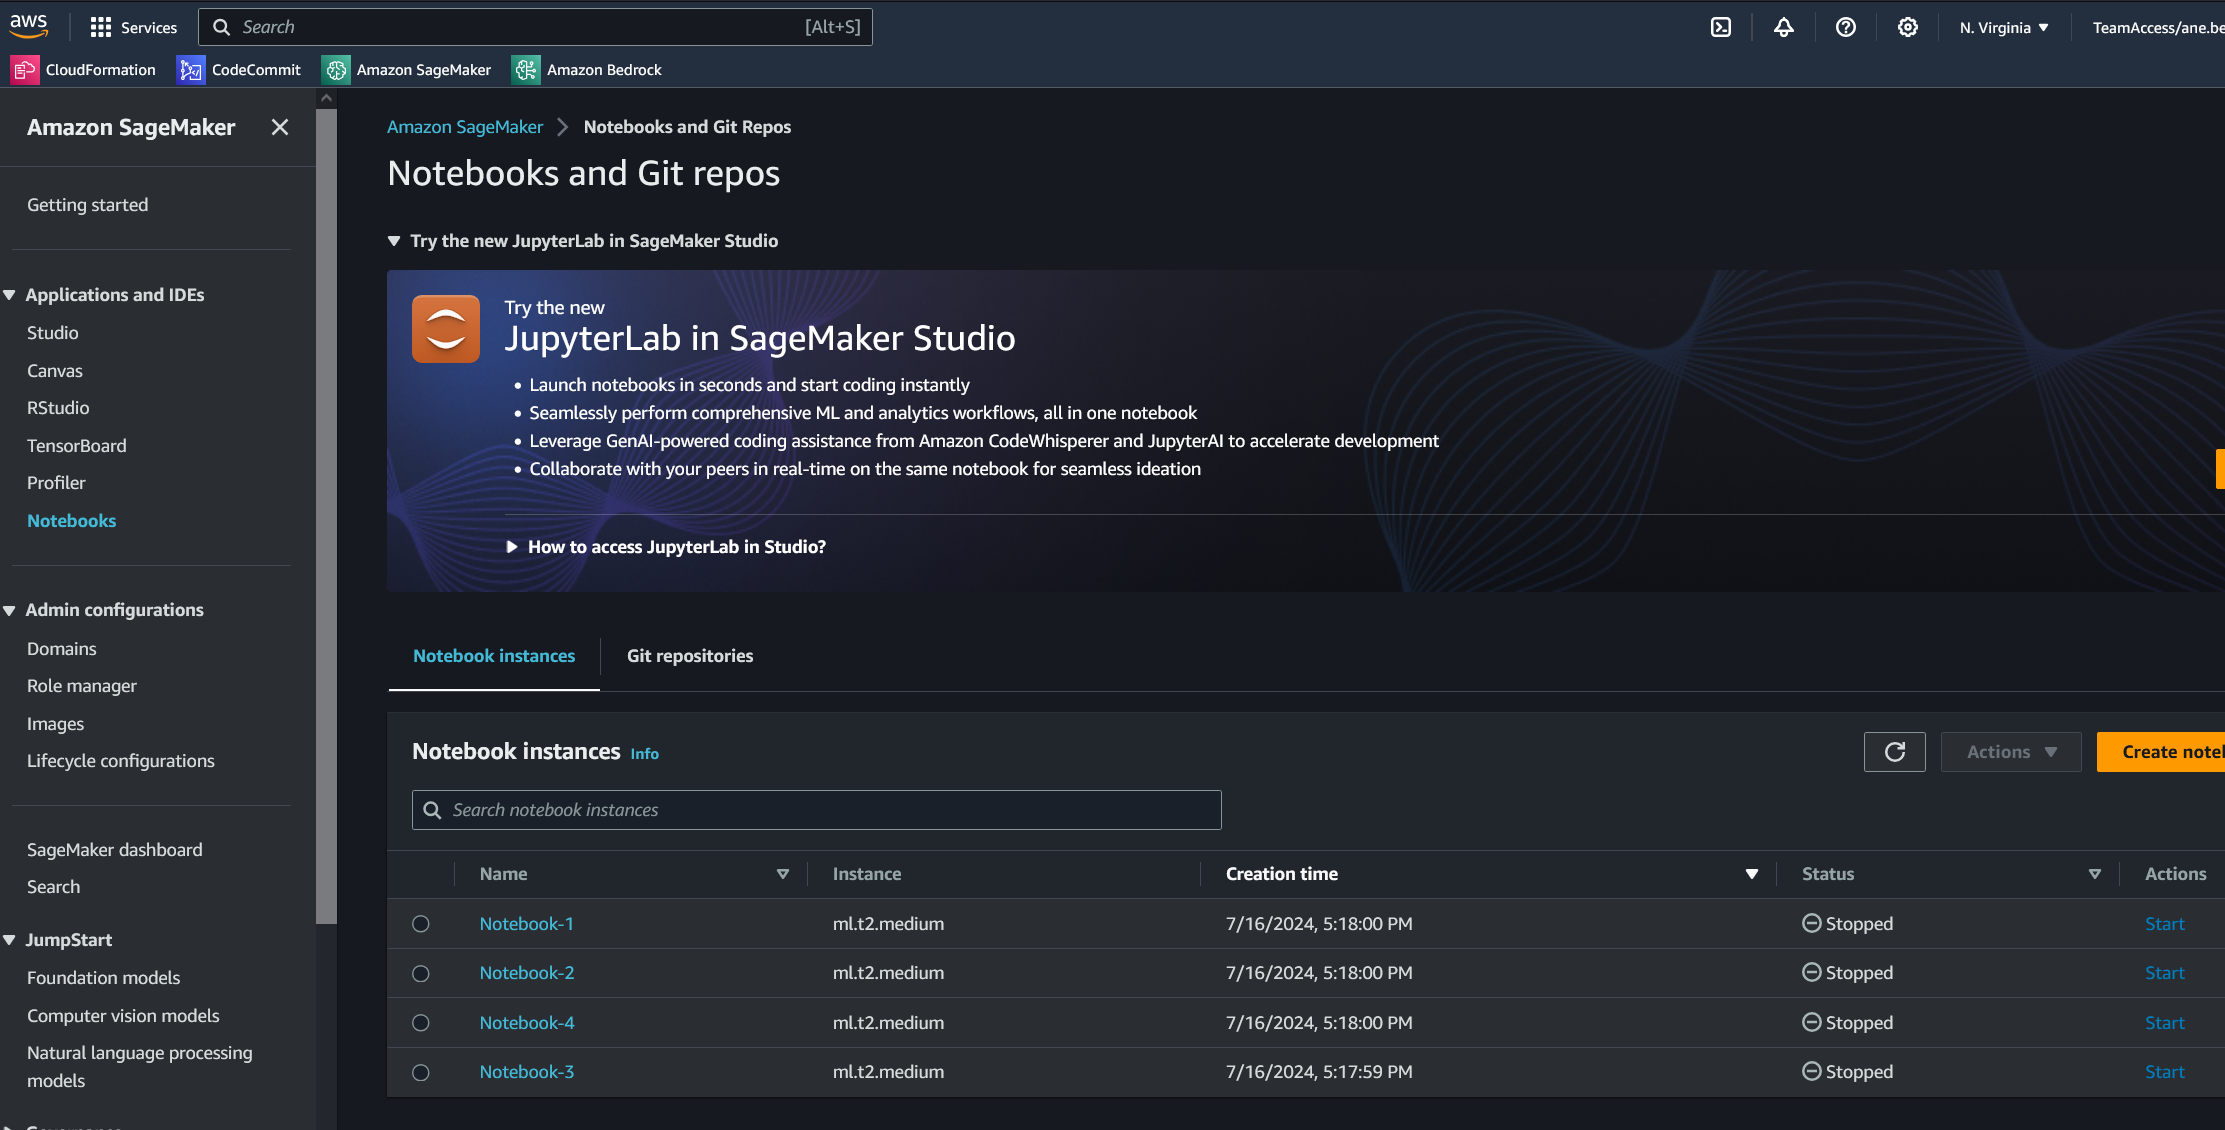 aws
Services
Search
[Alt+S]
N. Virginia
TeamAccess/ane.be
CloudFormation
CodeCommit
Amazon SageMaker
Amazon Bedrock
Amazon SageMaker
Getting started
Applications and IDEs
Studio
Canvas
RStudio
TensorBoard
Profiler
Notebooks
Admin configurations
Domains
Role manager
Images
Lifecycle configurations
SageMaker dashboard
Search
JumpStart
Foundation models
Computer vision models
Natural language processing
models
Amazon SageMaker > Notebooks and Git Repos
Notebooks and Git repos
Try the new JupyterLab in SageMaker Studio
Try the new
JupyterLab in SageMaker Studio
• Launch notebooks in seconds and start coding instantly
• Seamlessly perform comprehensive ML and analytics workflows, all in one notebook
• Leverage GenAI-powered coding assistance from Amazon CodeWhisperer and JupyterAI to accelerate development
• Collaborate with your peers in real-time on the same notebook for seamless ideation
How to access JupyterLab in Studio?
Notebook instances
Git repositories
Notebook instances Info
Actions
Create note
Search notebook instances
Name Instance Creation time Status Actions
Notebook-1 ml.t2.medium 7/16/2024, 5:18:00 PM Stopped Start
Notebook-2 ml.t2.medium 7/16/2024, 5:18:00 PM Stopped Start
Notebook-4 ml.t2.medium 7/16/2024, 5:18:00 PM Stopped Start
Notebook-3 ml.t2.medium 7/16/2024, 5:17:59 PM Stopped Start